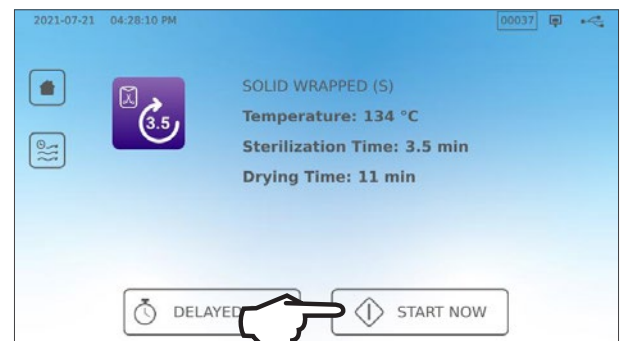 2021-07-21 04:28:10 PM 00037
SOLID WRAPPED (S)
Temperature: 134 °C
3.5
Sterilization Time: 3.5 min
Drying Time: 11 min
DELAYED
START NOW